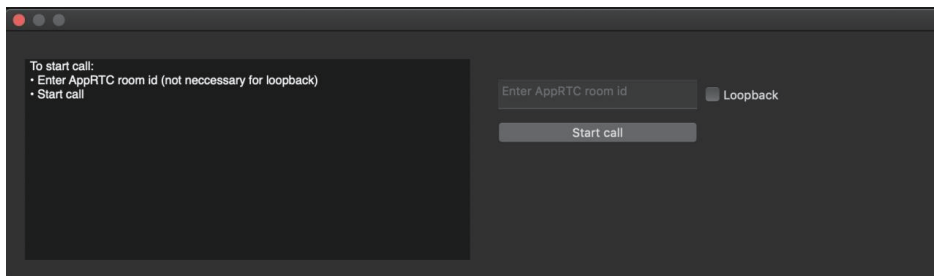 To start call:
• Enter AppRTC room id (not neccessary for loopback)
• Start call
Enter AppRTC room id
Loopback
Start call